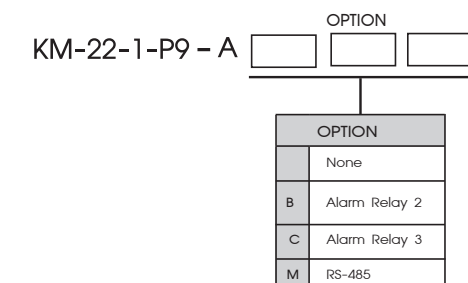 OPTION
KM-22-1-P9 – A
OPTION
None
B Alarm Relay 2
C Alarm Relay 3
M RS-485